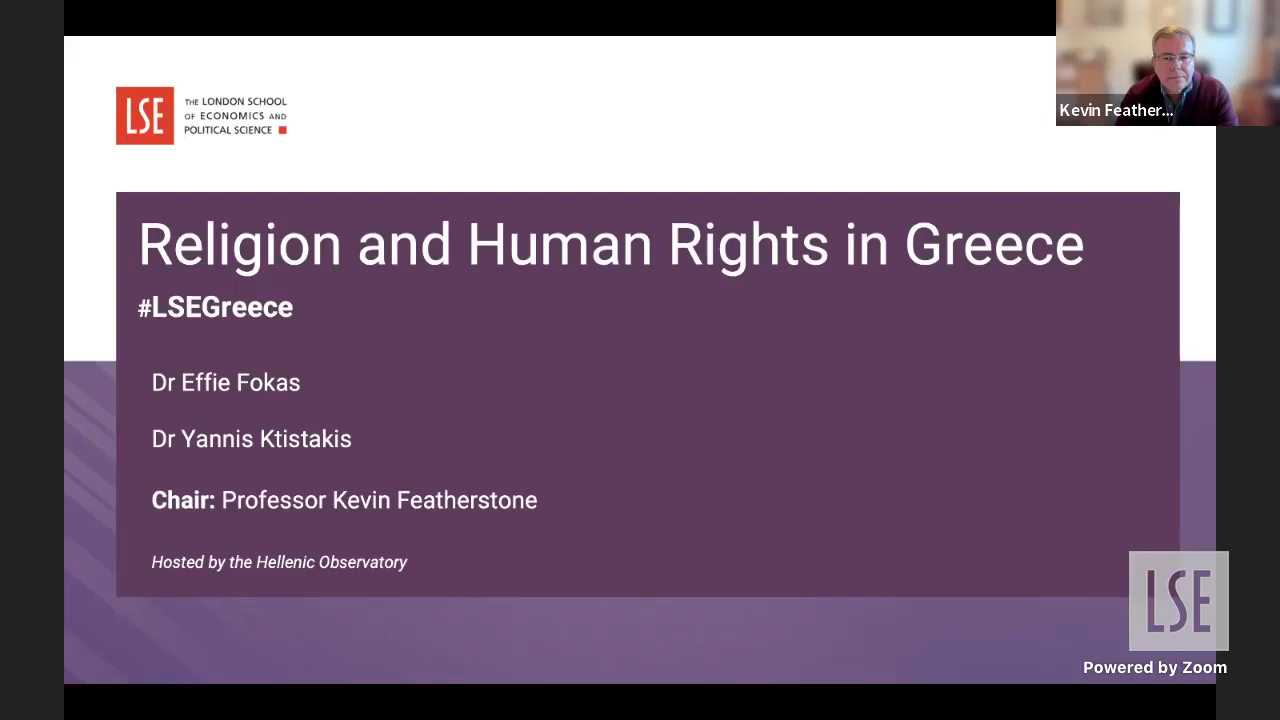 LSE
THE LONDON SCHOOL
OF ECONOMICS AND
POLITICAL SCIENCE
Kevin Feather...
Religion and Human Rights in Greece
#LSEGreece
Dr Effie Fokas
Dr Yannis Ktistakis
Chair: Professor Kevin Featherstone
Hosted by the Hellenic Observatory
LSE
Powered by Zoom